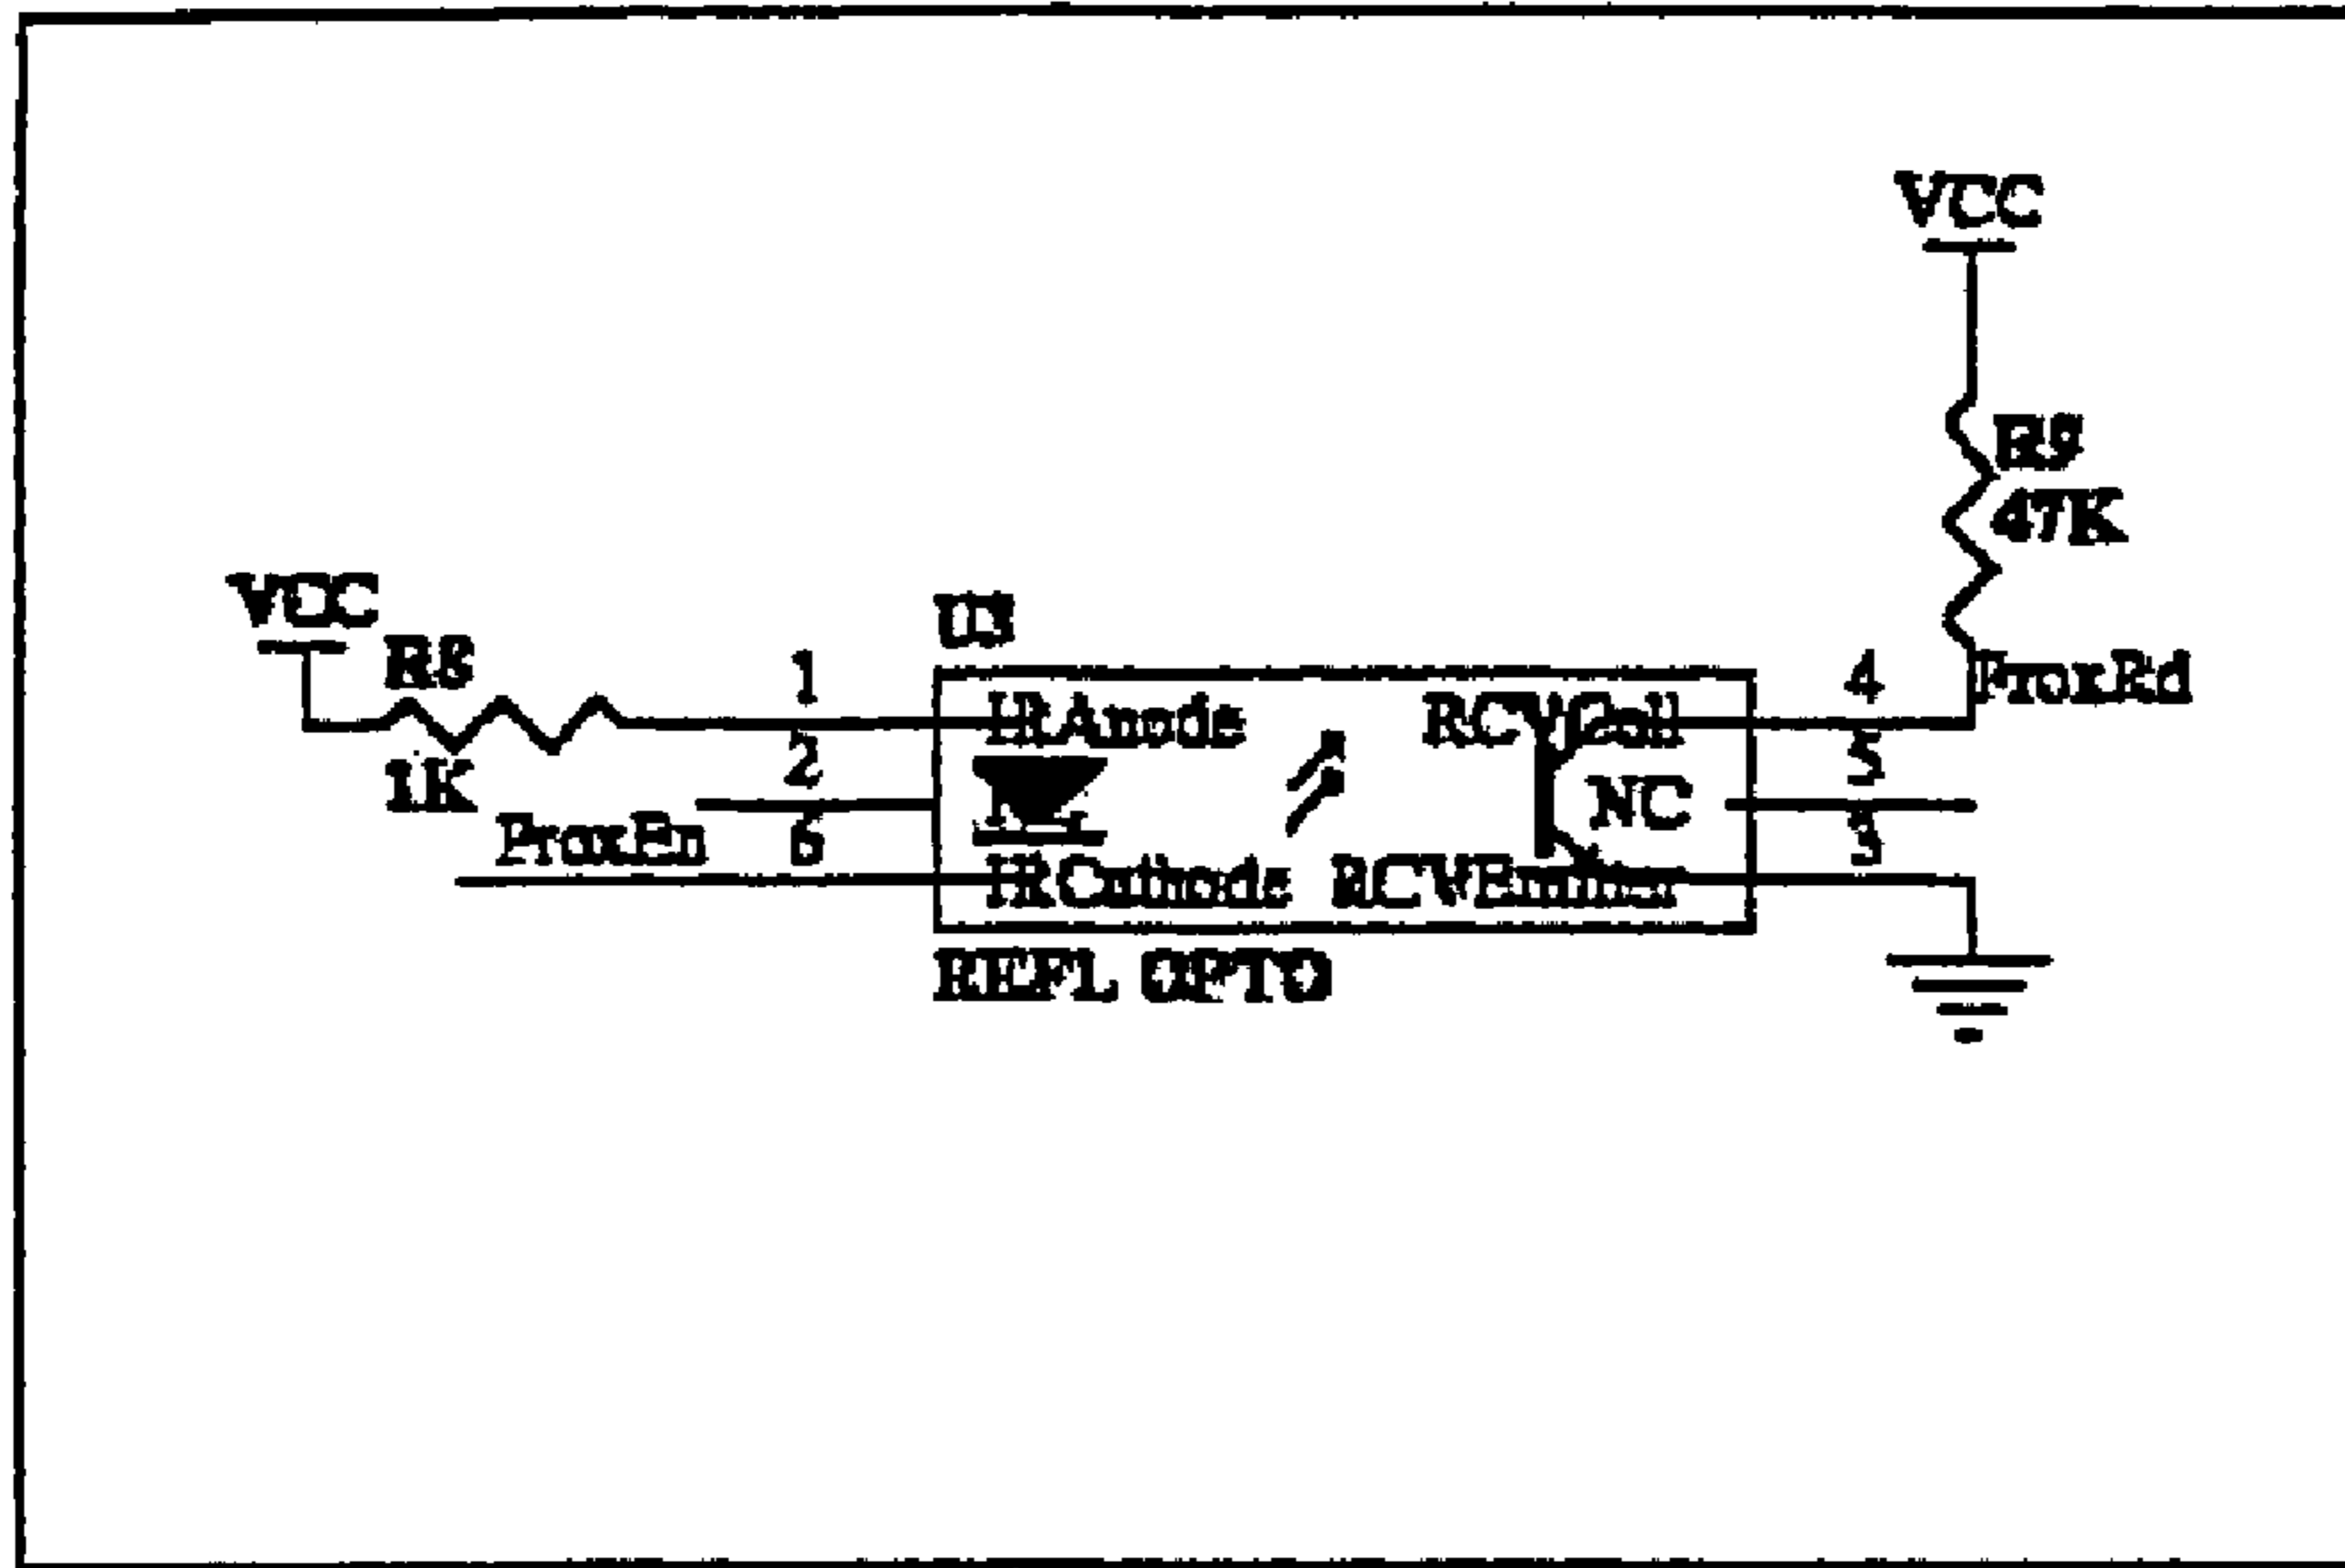 VCC
R9
47K
VCC
R8
1K
1
2
6
ProxEn
IRAnode
IRCathode
RCVColl
NC
RCVEmitter
4
5
3
ProxRd
REFL OPTO